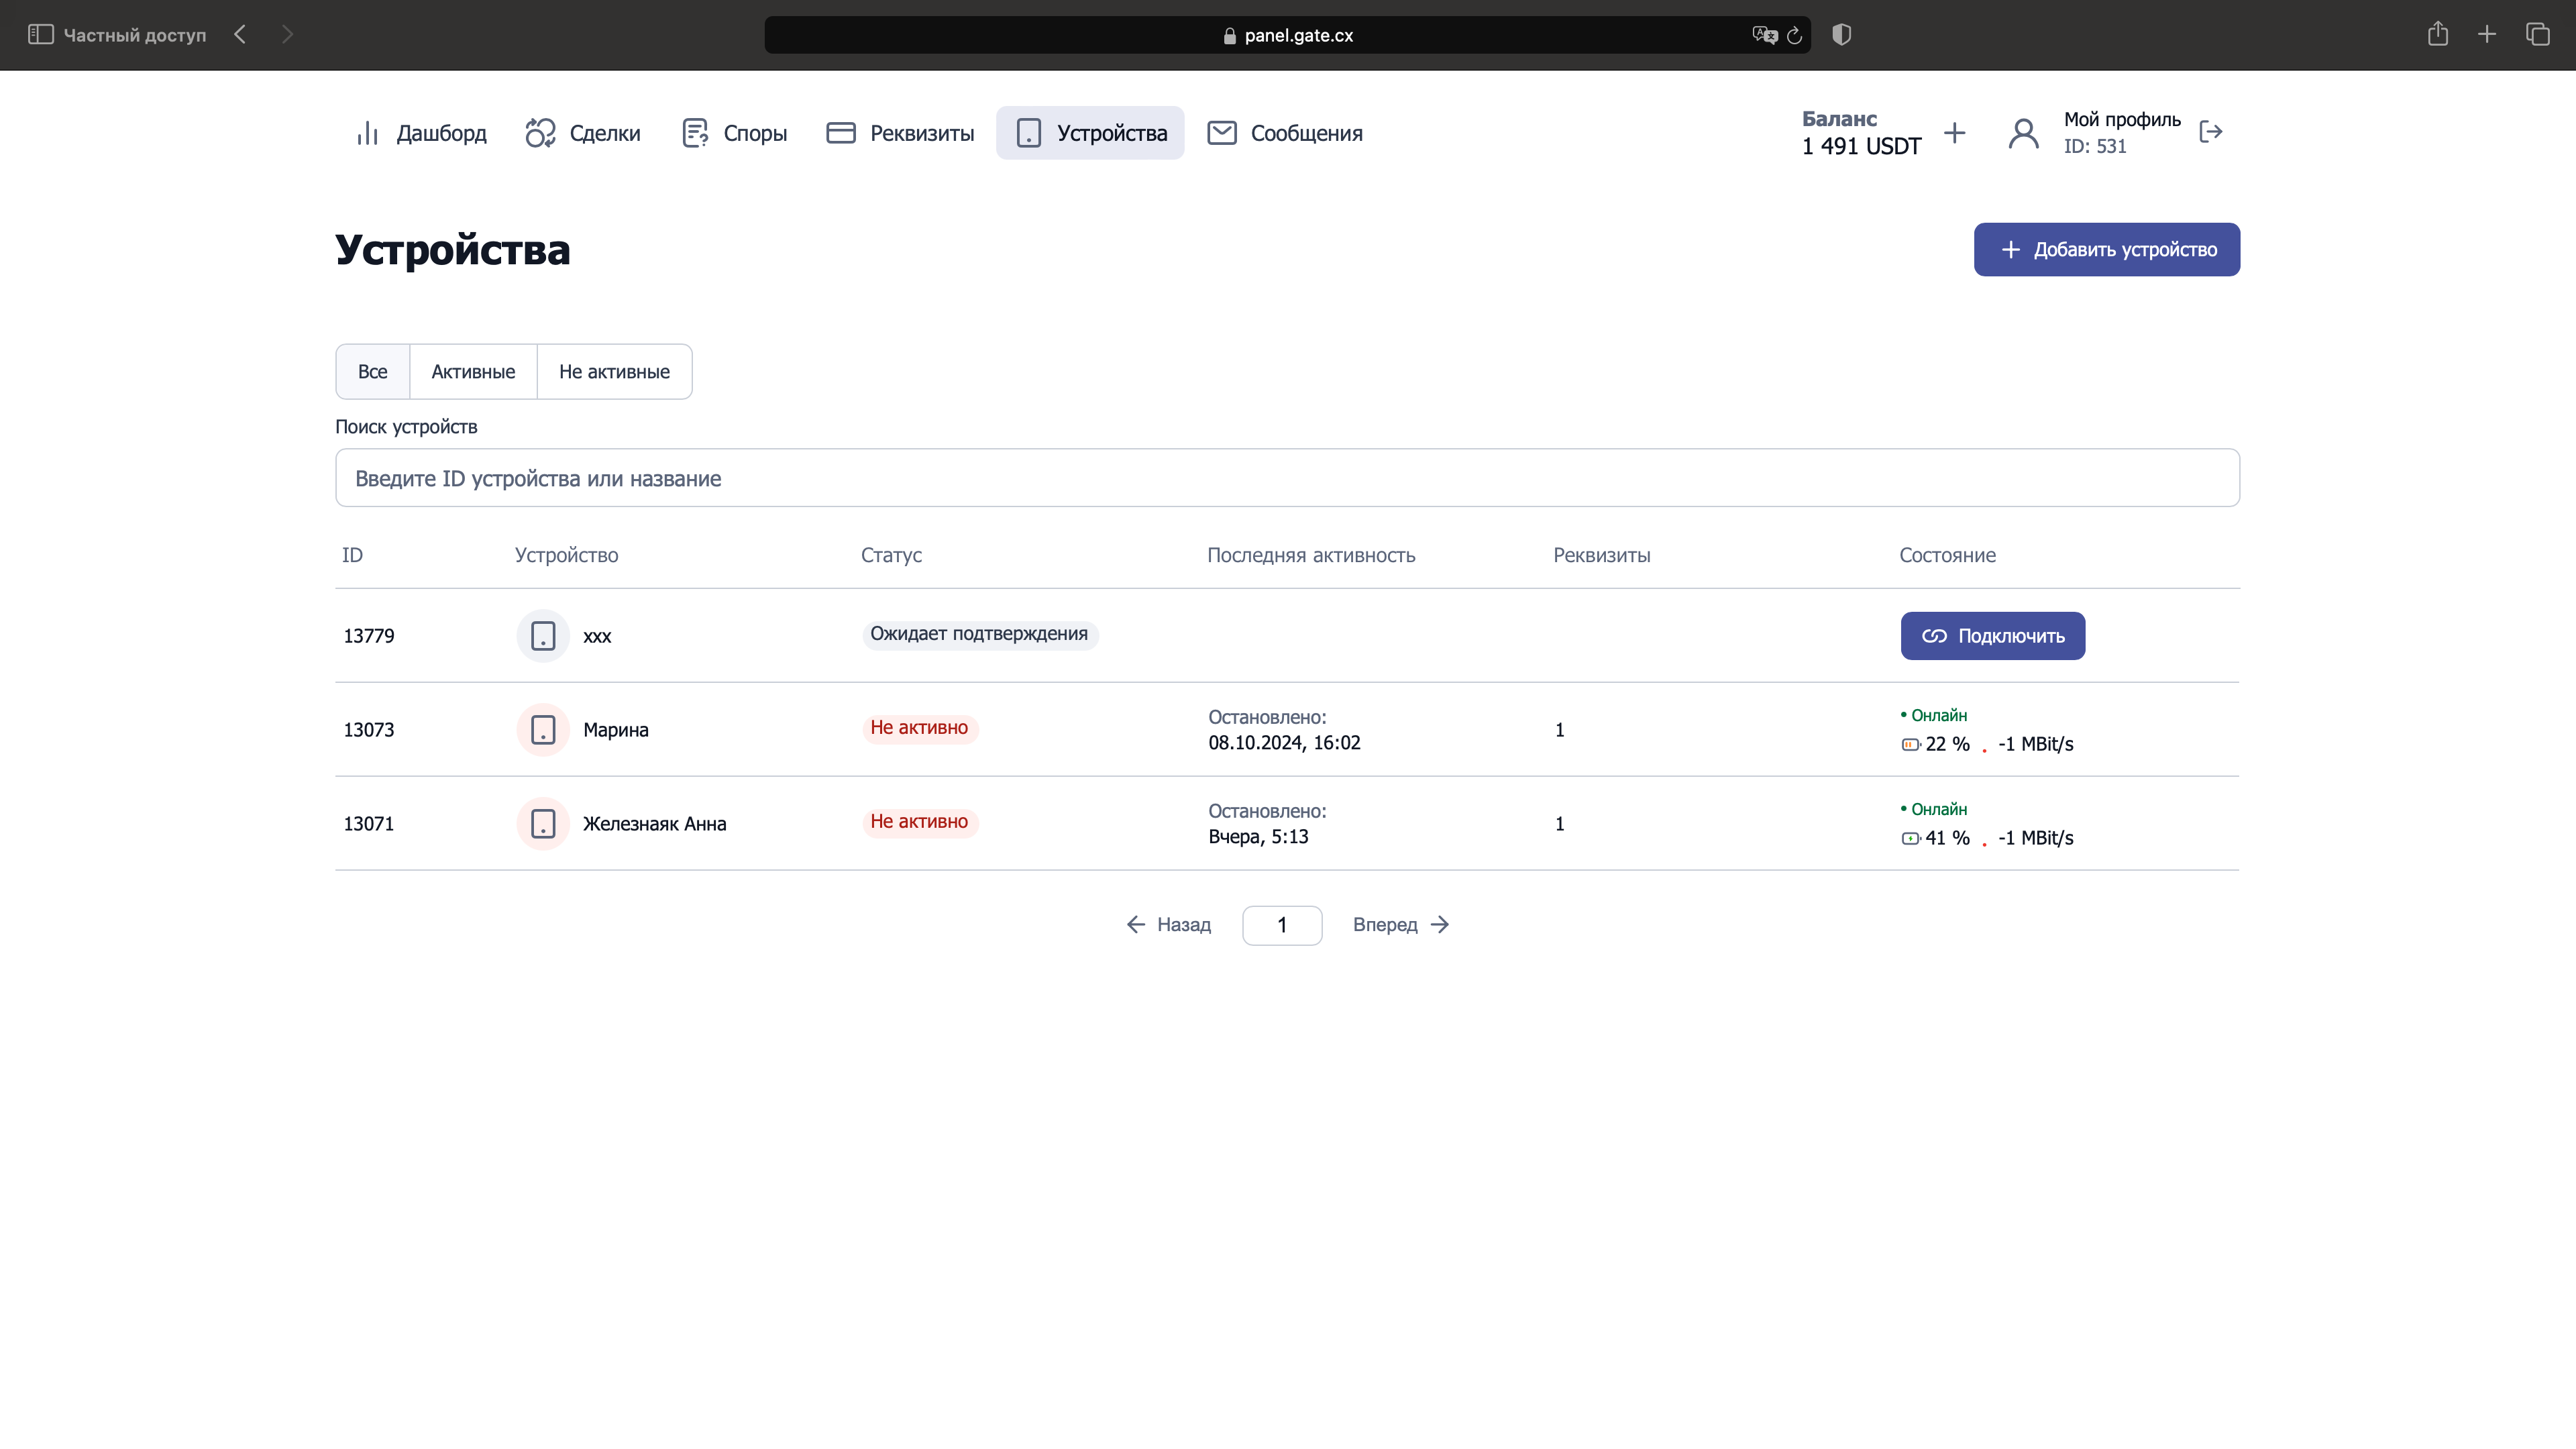 Частный доступ
panel.gate.cx
Дашборд
Сделки
Споры
Реквизиты
Устройства
Сообщения
Баланс
1 491 USDT
Мой профиль
ID: 531
Устройства
Добавить устройство
Все
Активные
Не активные
Поиск устройств
Введите ID устройства или название
ID Устройство Статус Последняя активность Реквизиты Состояние
13779 xxx Ожидает подтверждения Подключить
13073 Марина Не активно
Остановлено:
08.10.2024, 16:02
1
Онлайн
22 % . -1 MBit/s
13071 Железнаяк Анна Не активно
Остановлено:
Вчера, 5:13
1
Онлайн
41 % . -1 MBit/s
Назад 1 Вперед